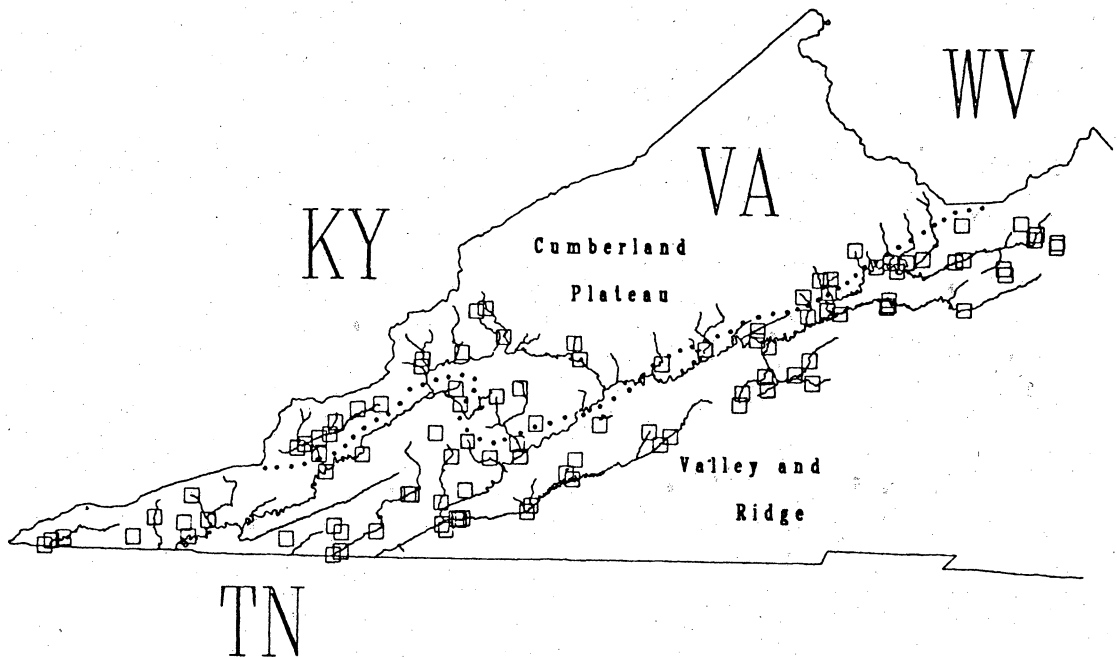 WV
VA
KY
Cumberland
Plateau
Valley and
Ridge
TN